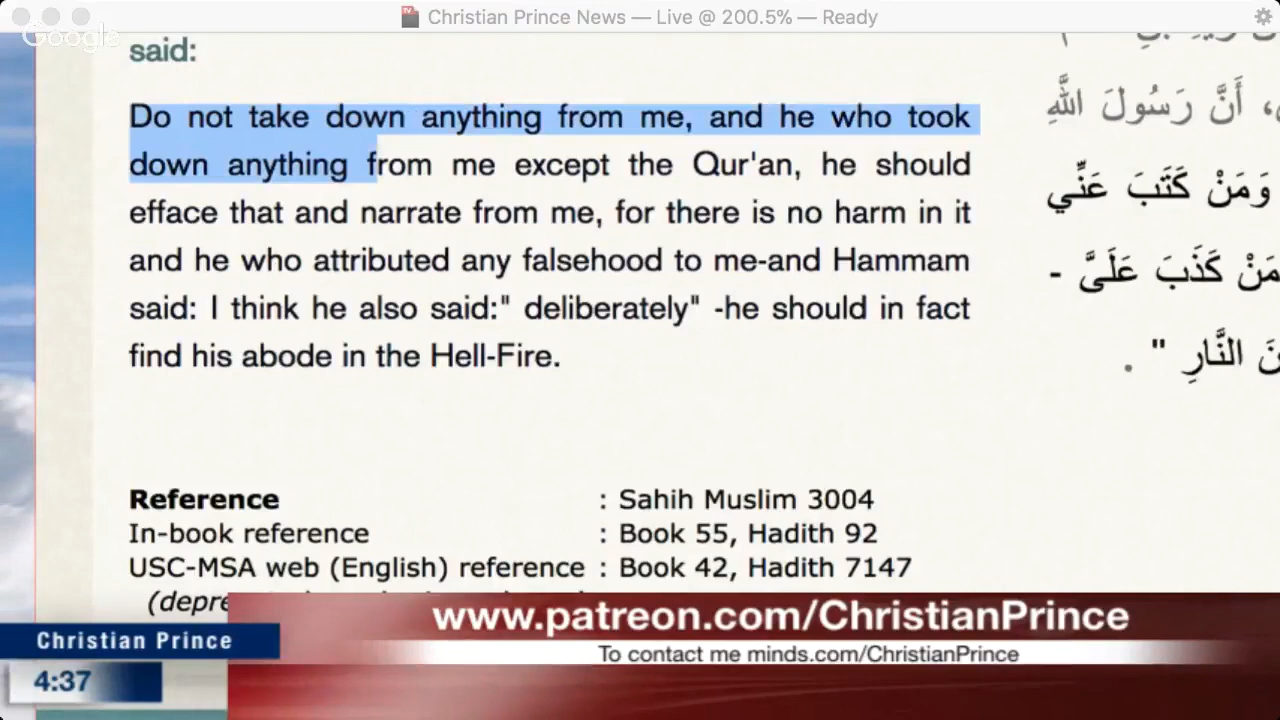 Christian Prince News — Live @ 200.5% — Ready
Google
said:
Do not take down anything from me, and he who took
down anything from me except the Qur'an, he should
efface that and narrate from me, for there is no harm in it
and he who attributed any falsehood to me-and Hammam
said: I think he also said:" deliberately" -he should in fact
find his abode in the Hell-Fire.
، أَنَّ رَسُولَ اللَّهِ
وَمَنْ كَتَبَ عَنِّي
مَنْ كَذَبَ عَلَىَّ -
النَّارِ " .
Reference : Sahih Muslim 3004
In-book reference : Book 55, Hadith 92
USC-MSA web (English) reference : Book 42, Hadith 7147
www.patreon.com/ChristianPrince
To contact me minds.com/ChristianPrince
Christian Prince
4:37